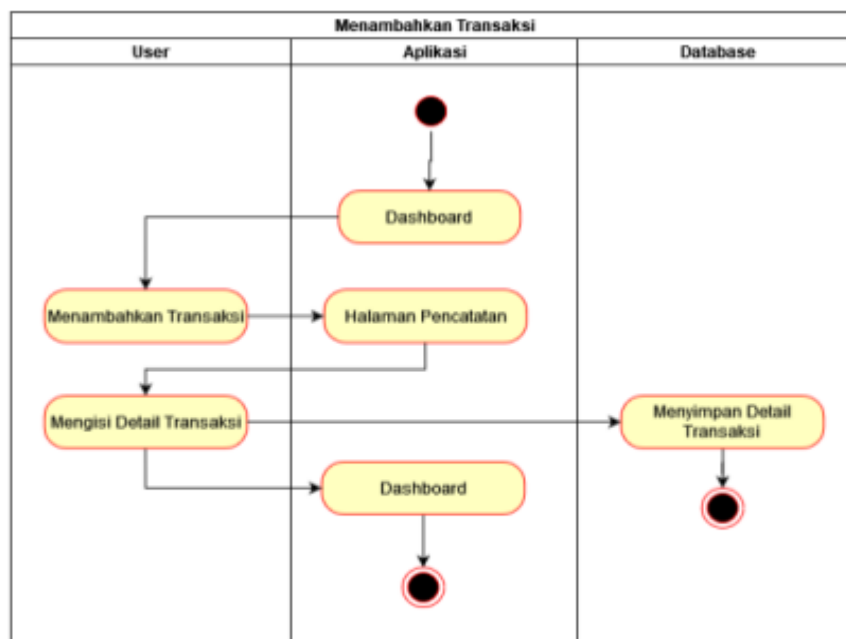 Menambahkan Transaksi
User
Aplikasi
Database
Dashboard
Menambahkan Transaksi
Halaman Pencatatan
Mengisi Detail Transaksi
Menyimpan Detail
Transaksi
Dashboard